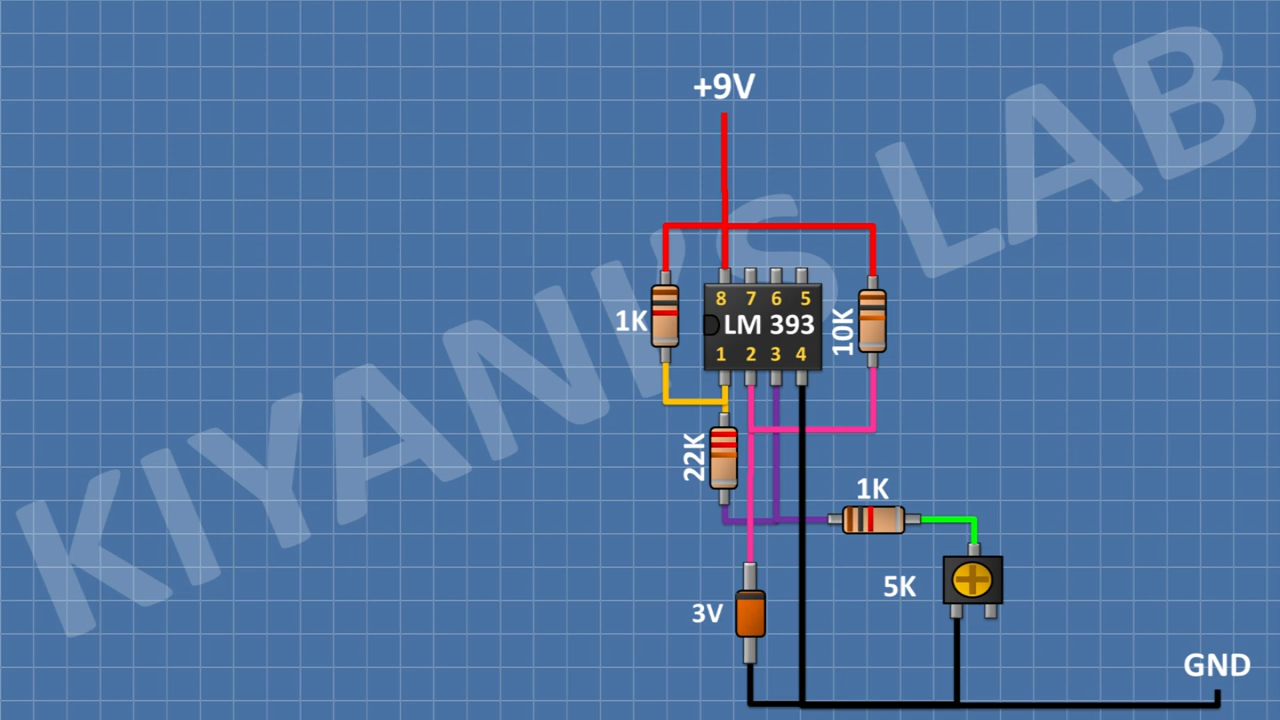 KIYANI'S LAB
+9V
8 7 6 5
1K
LM 393
10K
1 2 3 4
22K
1K
5K
3V
GND